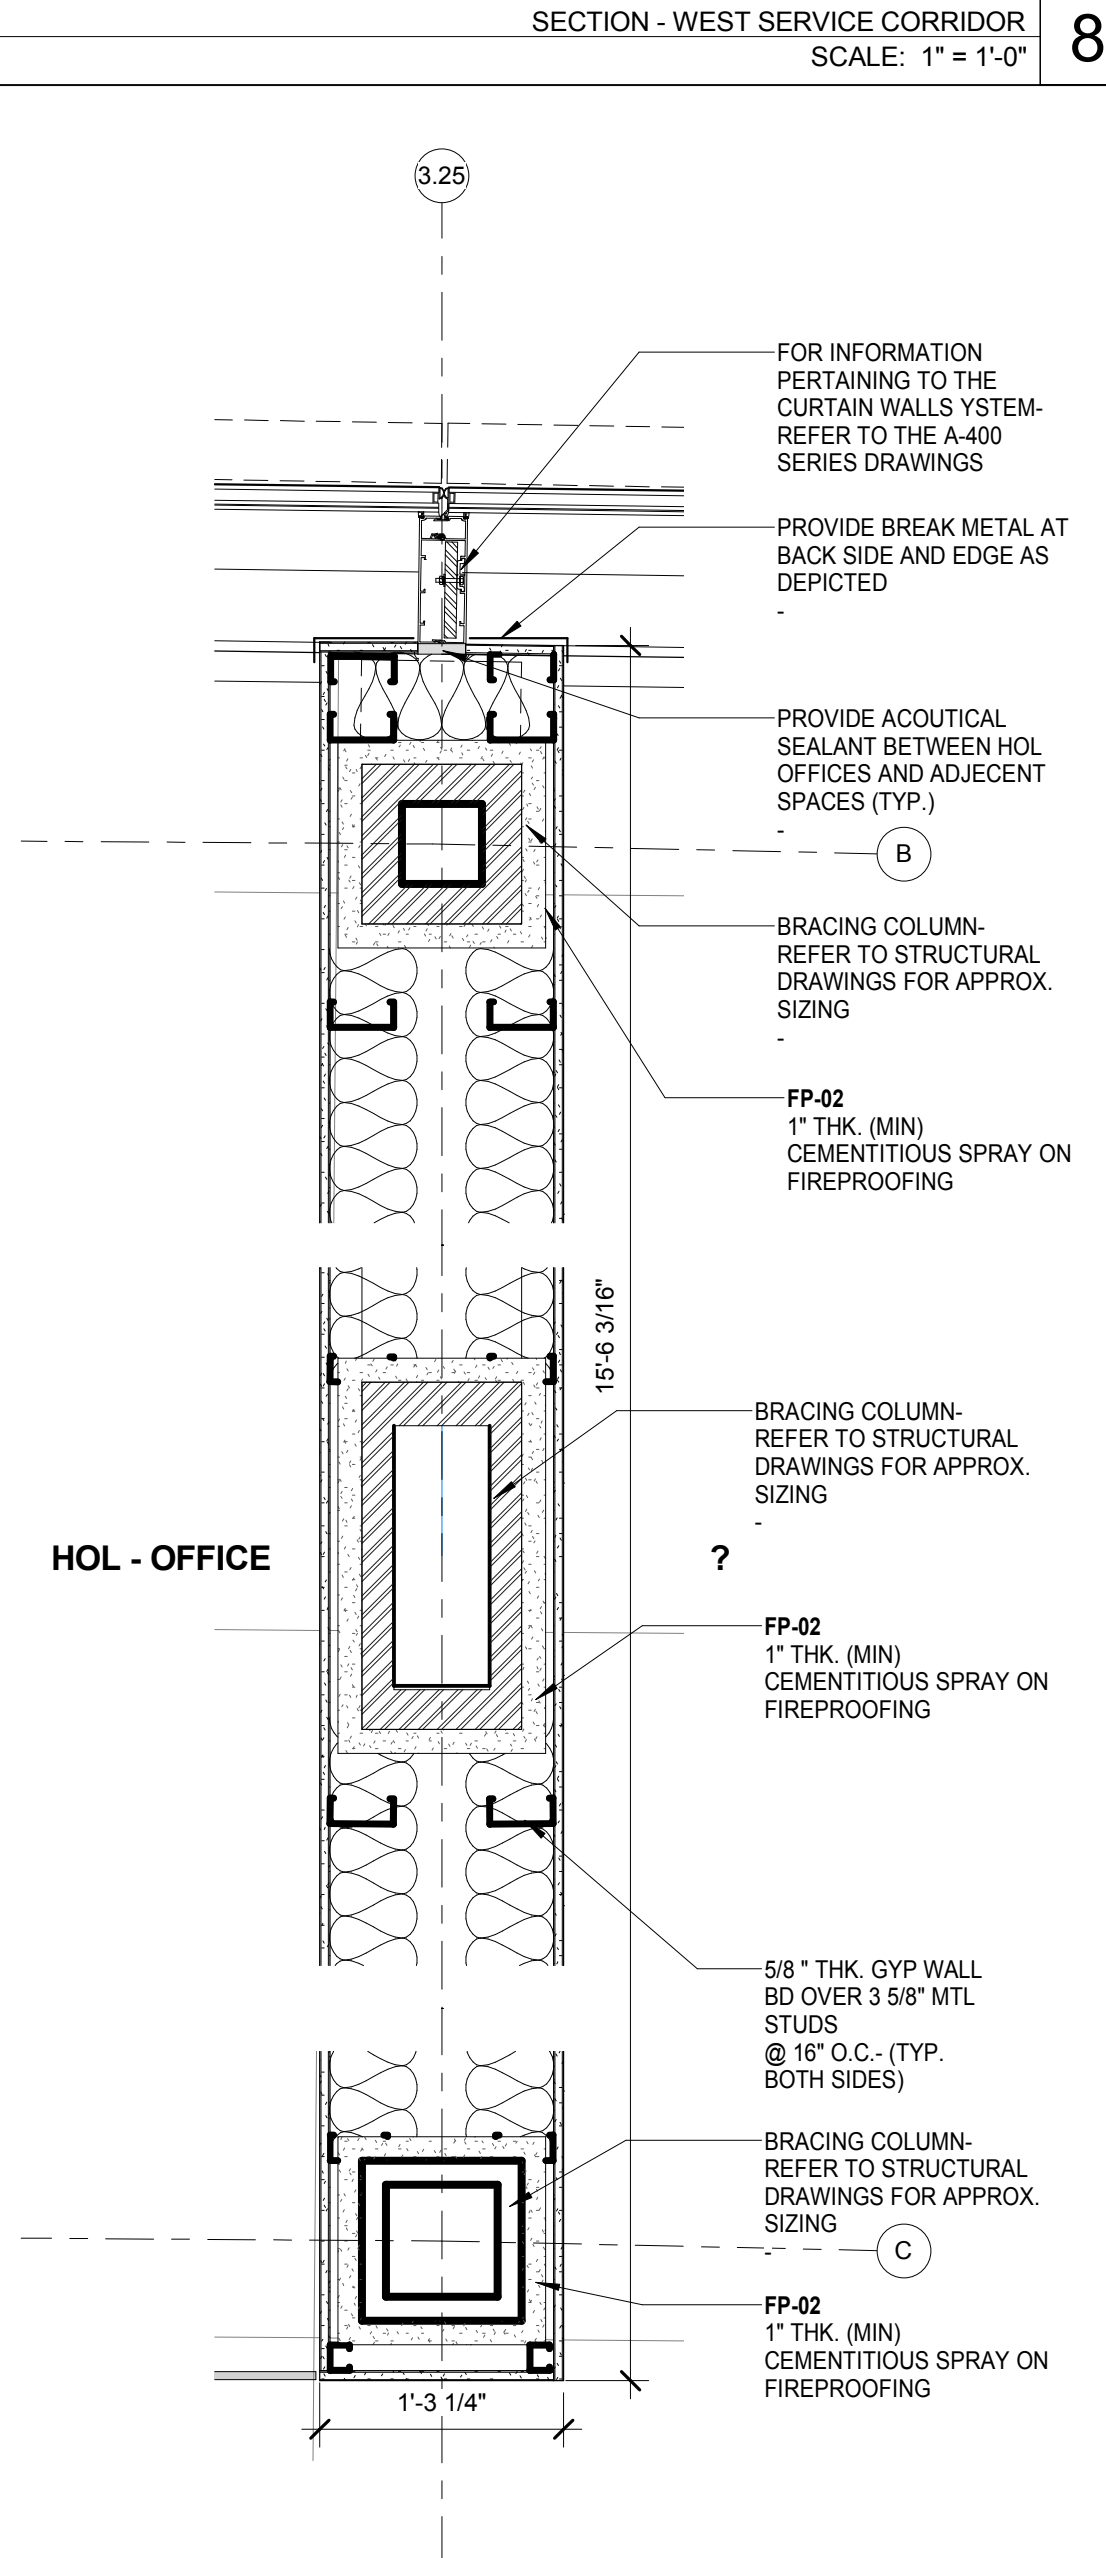 SECTION - WEST SERVICE CORRIDOR
SCALE: 1" = 1'-0"
8
3.25
FOR INFORMATION
PERTAINING TO THE
CURTAIN WALLS YSTEM-
REFER TO THE A-400
SERIES DRAWINGS
PROVIDE BREAK METAL AT
BACK SIDE AND EDGE AS
DEPICTED
-
PROVIDE ACOUTICAL
SEALANT BETWEEN HOL
OFFICES AND ADJECENT
SPACES (TYP.)
-
B
BRACING COLUMN-
REFER TO STRUCTURAL
DRAWINGS FOR APPROX.
SIZING
-
FP-02
1" THK. (MIN)
CEMENTITIOUS SPRAY ON
FIREPROOFING
15'-6 3/16"
BRACING COLUMN-
REFER TO STRUCTURAL
DRAWINGS FOR APPROX.
SIZING
-
HOL - OFFICE
?
FP-02
1" THK. (MIN)
CEMENTITIOUS SPRAY ON
FIREPROOFING
5/8 " THK. GYP WALL
BD OVER 3 5/8" MTL
STUDS
@ 16" O.C.- (TYP.
BOTH SIDES)
BRACING COLUMN-
REFER TO STRUCTURAL
DRAWINGS FOR APPROX.
SIZING
-
C
FP-02
1" THK. (MIN)
CEMENTITIOUS SPRAY ON
FIREPROOFING
1'-3 1/4"